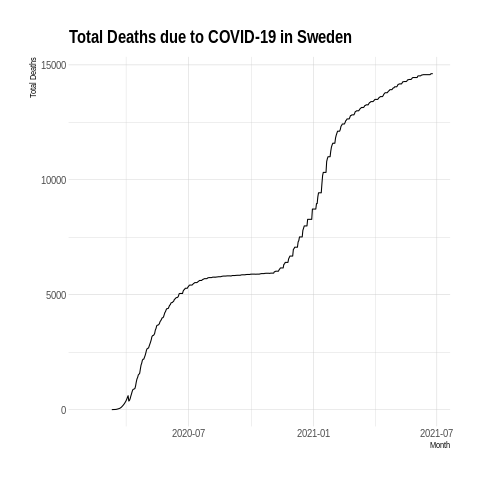 Total Deaths due to COVID-19 in Sweden
Total Deaths
15000
10000
5000
0
2020-07
2021-01
2021-07
Month